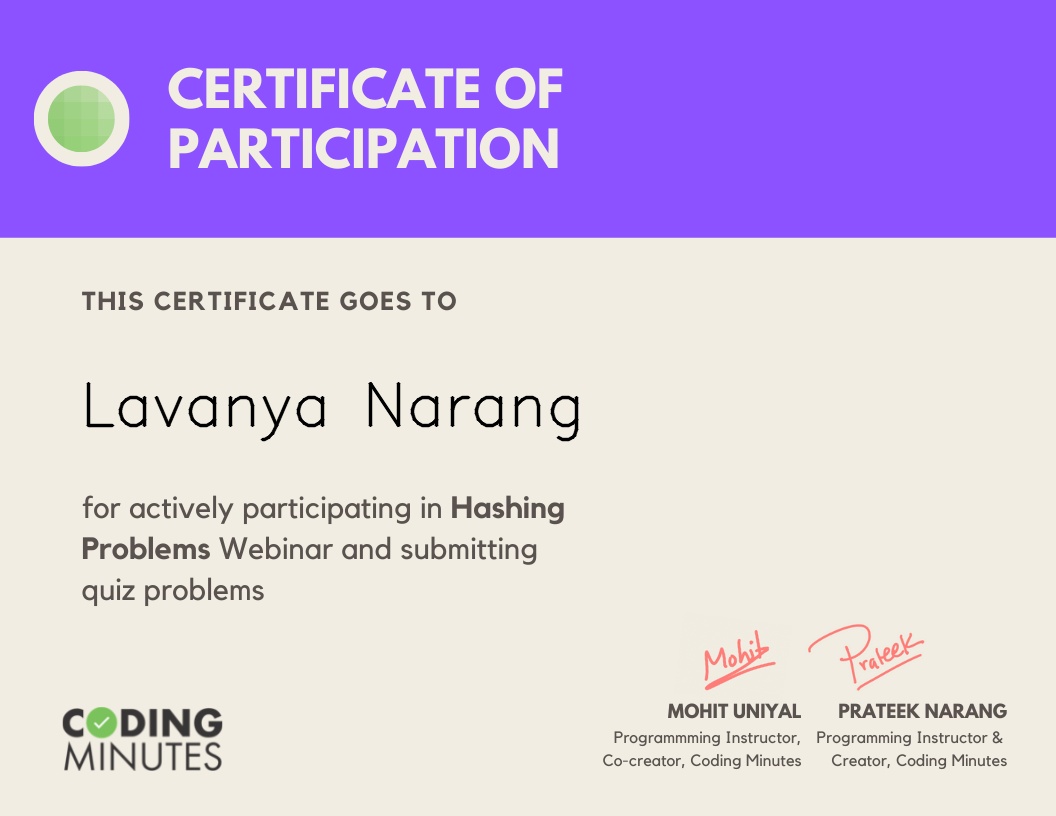 CERTIFICATE OF
PARTICIPATION
THIS CERTIFICATE GOES TO
Lavanya Narang
for actively participating in Hashing
Problems Webinar and submitting
quiz problems
Mohit
Prateek
MOHIT UNIYAL
Programmming Instructor,
Co-creator, Coding Minutes
PRATEEK NARANG
Programming Instructor &
Creator, Coding Minutes
CODING
MINUTES